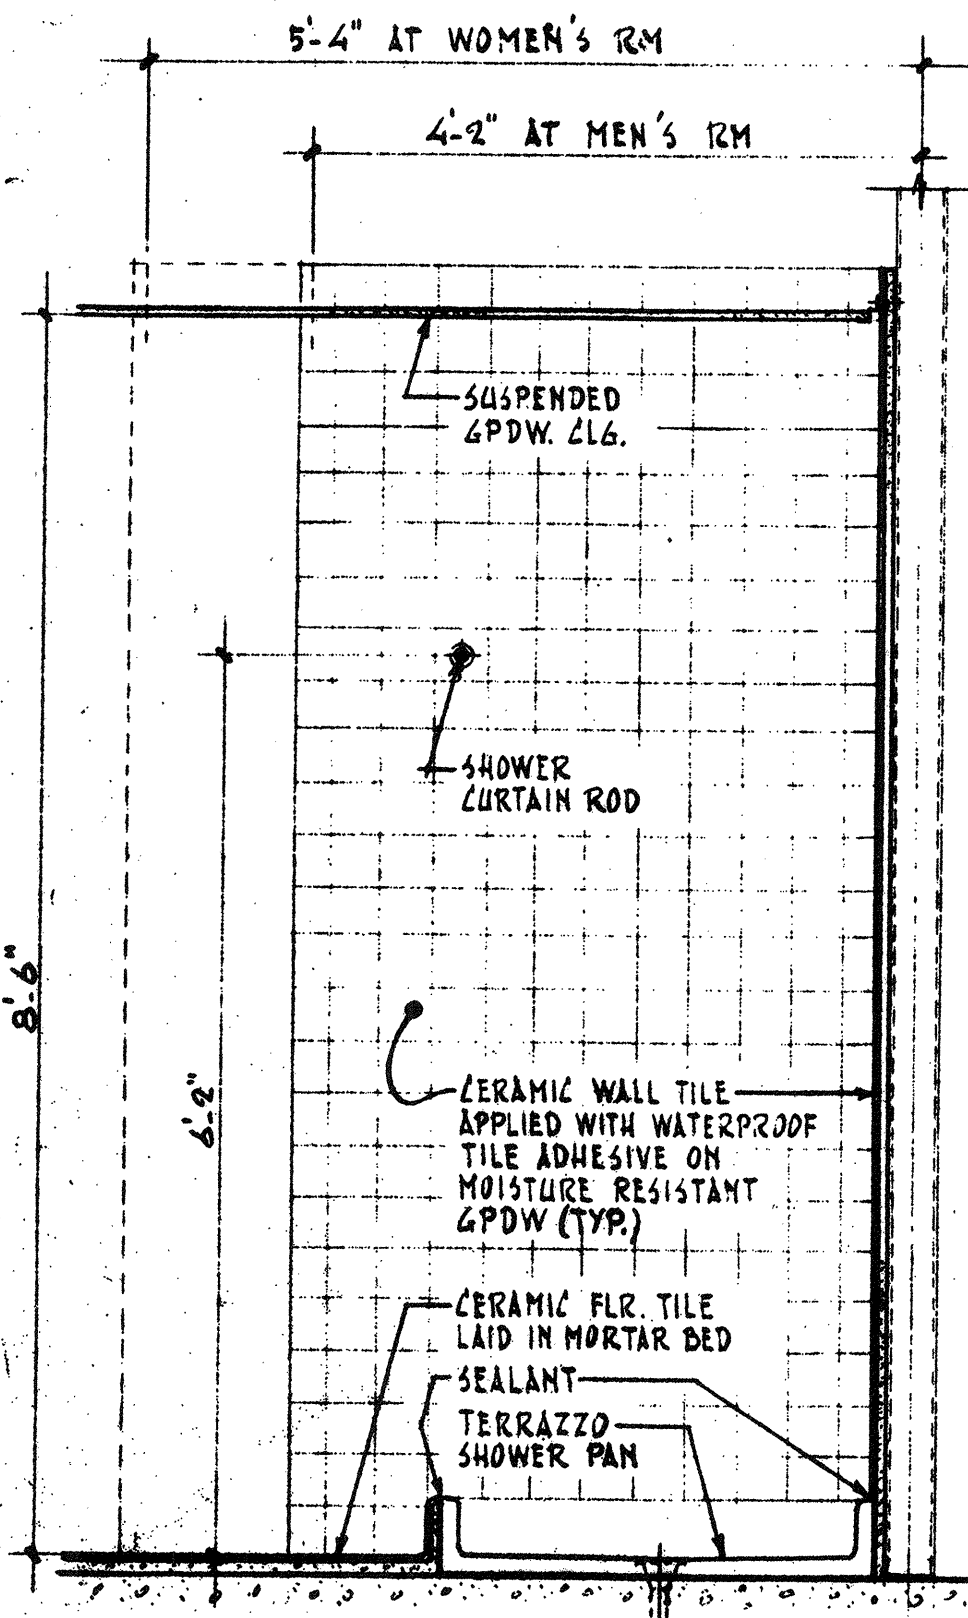 5'-4" AT WOMEN'S RM
4'-2" AT MEN'S RM
SUSPENDED
GPDW. CLG.
SHOWER
CURTAIN ROD
8'-6"
6'-2"
CERAMIC WALL TILE
APPLIED WITH WATERPROOF
TILE ADHESIVE ON
MOISTURE RESISTANT
GPDW (TYP.)
CERAMIC FLR. TILE
LAID IN MORTAR BED
SEALANT
TERRAZZO
SHOWER PAN